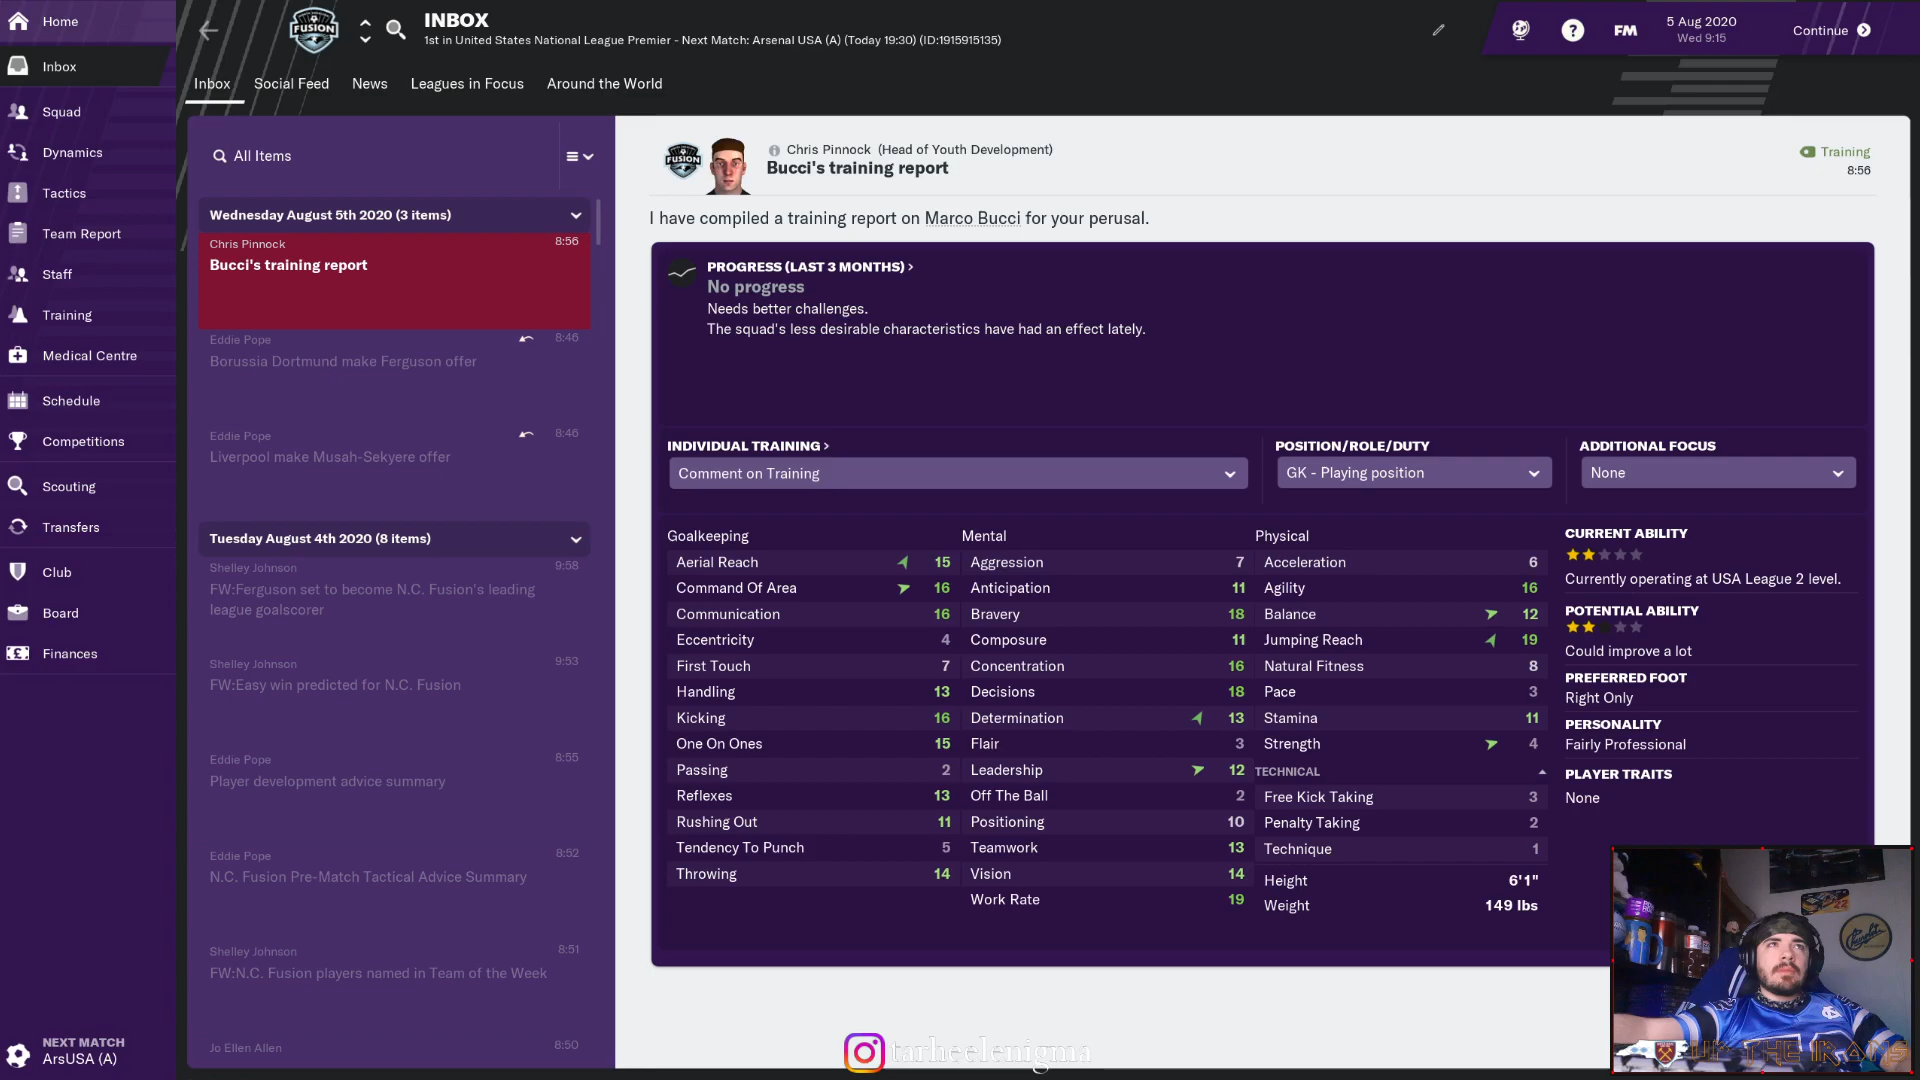 Home
Inbox
Squad
Dynamics
Tactics
Team Report
Staff
Training
Medical Centre
Schedule
Competitions
Scouting
Transfers
Club
Board
Finances
NEXT MATCH
ArsUSA (A)
FUSION
INBOX
1st in United States National League Premier - Next Match: Arsenal USA (A) (Today 19:30) (ID:1915915135)
FM
5 Aug 2020
Wed 9:15
Continue
Inbox Social Feed News Leagues in Focus Around the World
All Items
Wednesday August 5th 2020 (3 items)
Chris Pinnock 8:56
Bucci's training report
Eddie Pope 8:46
Borussia Dortmund make Ferguson offer
Eddie Pope 8:46
Liverpool make Musah-Sekyere offer
Tuesday August 4th 2020 (8 items)
Shelley Johnson 9:58
FW:Ferguson set to become N.C. Fusion's leading
league goalscorer
Shelley Johnson 9:53
FW:Easy win predicted for N.C. Fusion
Eddie Pope 8:55
Player development advice summary
Eddie Pope 8:52
N.C. Fusion Pre-Match Tactical Advice Summary
Shelley Johnson 8:51
FW:N.C. Fusion players named in Team of the Week
Jo Ellen Allen 8:50
FUSION
Chris Pinnock (Head of Youth Development)
Bucci's training report
Training
8:56
I have compiled a training report on Marco Bucci for your perusal.
PROGRESS (LAST 3 MONTHS) >
No progress
Needs better challenges.
The squad's less desirable characteristics have had an effect lately.
INDIVIDUAL TRAINING > POSITION/ROLE/DUTY ADDITIONAL FOCUS
Comment on Training GK - Playing position None
Goalkeeping
Aerial Reach 15
Command Of Area 16
Communication 16
Eccentricity 4
First Touch 7
Handling 13
Kicking 16
One On Ones 15
Passing 2
Reflexes 13
Rushing Out 11
Tendency To Punch 5
Throwing 14
Mental
Aggression 7
Anticipation 11
Bravery 18
Composure 11
Concentration 16
Decisions 18
Determination 13
Flair 3
Leadership 12
Off The Ball 2
Positioning 10
Teamwork 13
Vision 14
Work Rate 19
Physical
Acceleration 6
Agility 16
Balance 12
Jumping Reach 19
Natural Fitness 8
Pace 3
Stamina 11
Strength 4
TECHNICAL
Free Kick Taking 3
Penalty Taking 2
Technique 1
Height 6'1"
Weight 149 lbs
CURRENT ABILITY
Currently operating at USA League 2 level.
POTENTIAL ABILITY
Could improve a lot
PREFERRED FOOT
Right Only
PERSONALITY
Fairly Professional
PLAYER TRAITS
None
tarheelenigma
UP THE IRONS